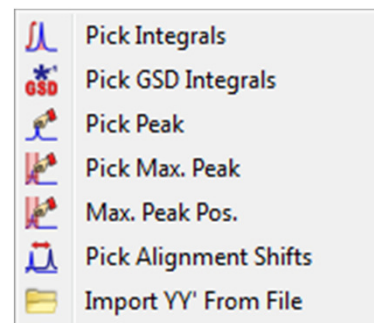 Pick Integrals
GSD Pick GSD Integrals
Pick Peak
Pick Max. Peak
Max. Peak Pos.
Pick Alignment Shifts
Import YY' From File